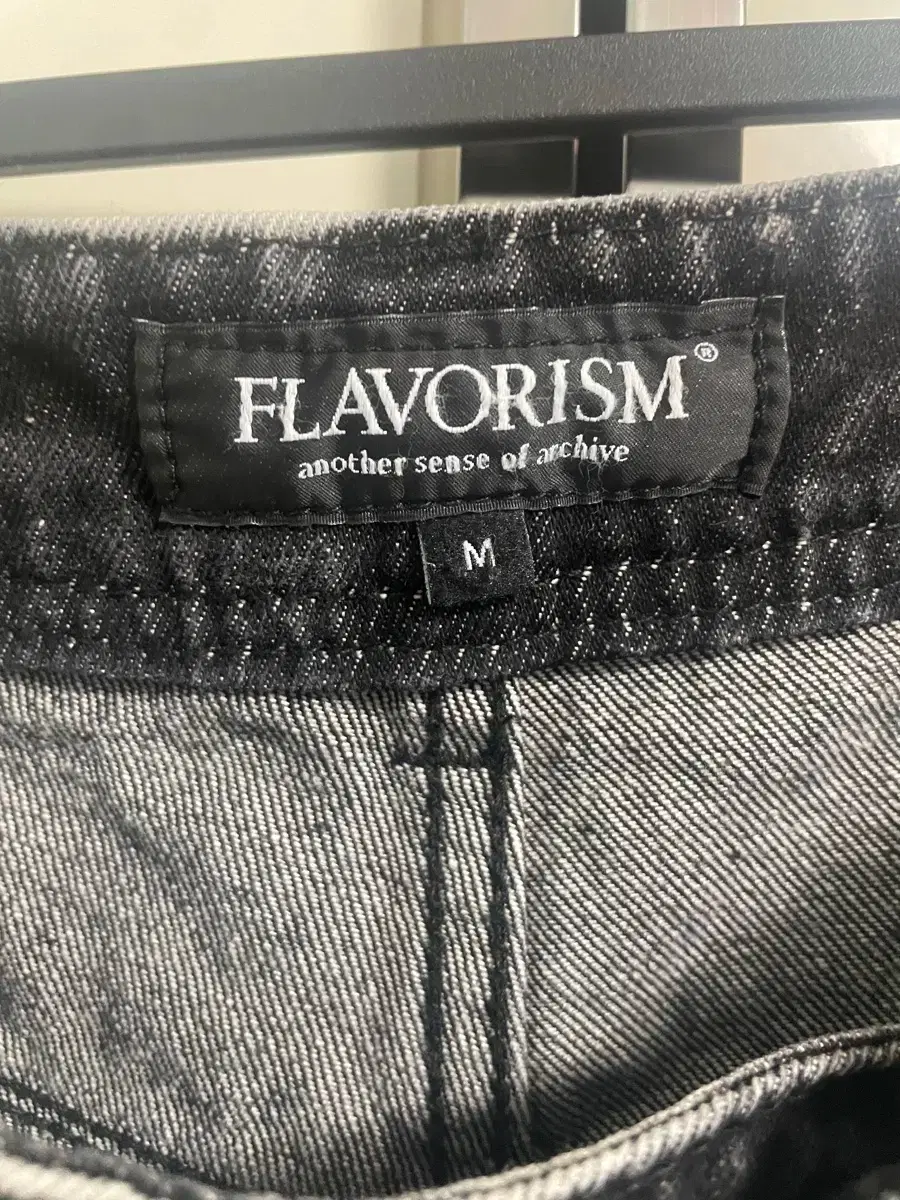 FLAVORISM®
another sense of archive
M